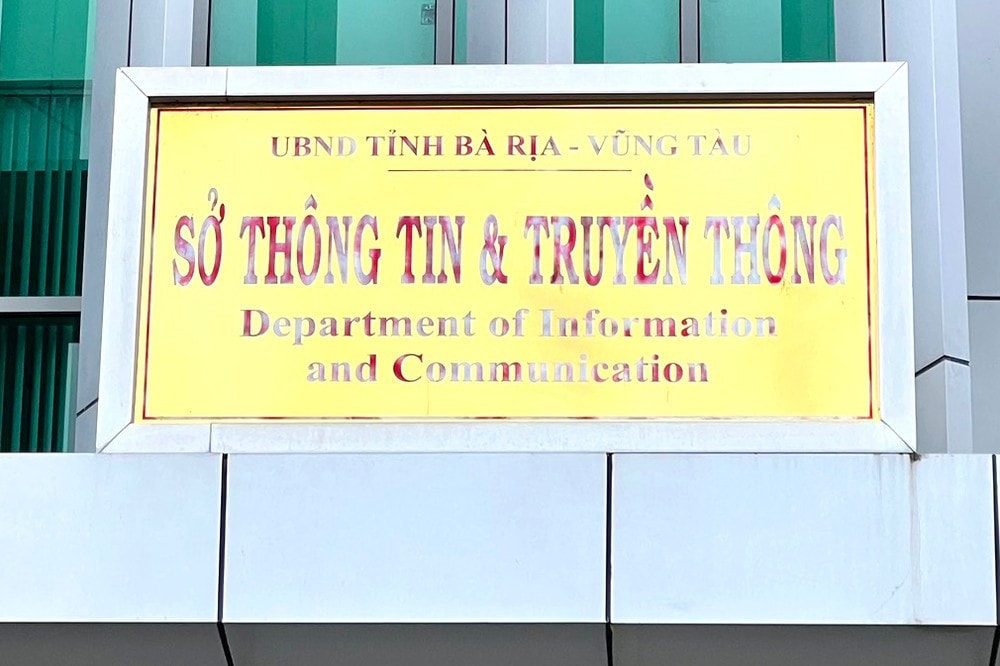 UBND TỈNH BÀ RỊA - VŨNG TÀU
SỞ THÔNG TIN & TRUYỀN THÔNG
Department of Information
and Communication